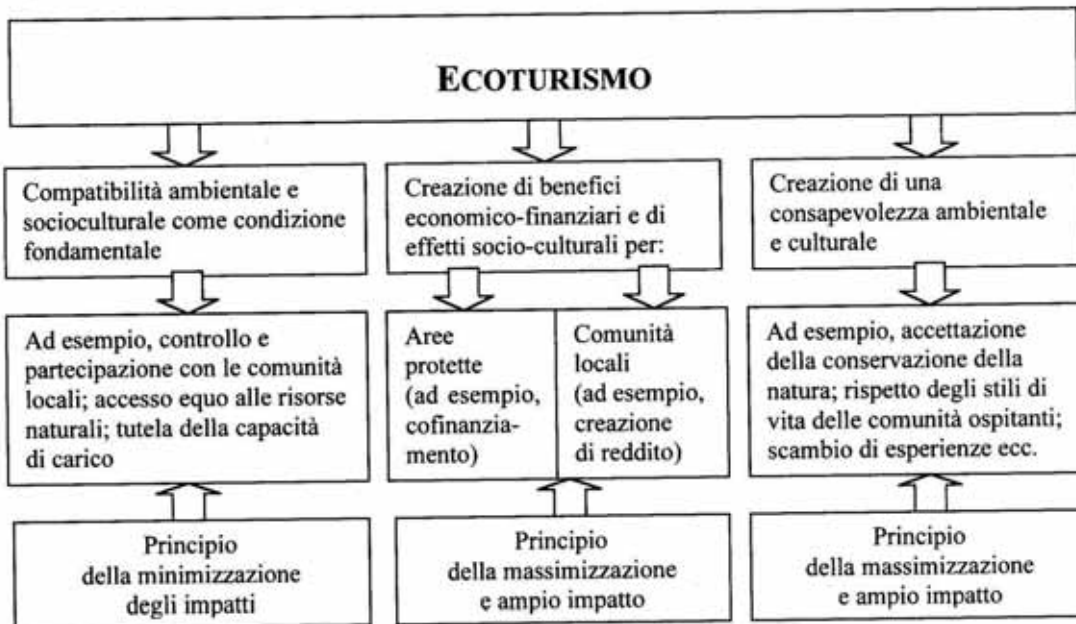 ECOTURISMO
Compatibilità ambientale e
socioculturale come condizione
fondamentale
Creazione di benefici
economico-finanziari e di
effetti socio-culturali per:
Creazione di una
consapevolezza ambientale
e culturale
Ad esempio, controllo e
partecipazione con le comunità
locali; accesso equo alle risorse
naturali; tutela della capacità
di carico
Aree
protette
(ad esempio,
cofinanzia-
mento)
Comunità
locali
(ad esempio,
creazione
di reddito)
Ad esempio, accettazione
della conservazione della
natura; rispetto degli stili di
vita delle comunità ospitanti;
scambio di esperienze ecc.
Principio
della minimizzazione
degli impatti
Principio
della massimizzazione
e ampio impatto
Principio
della massimizzazione
e ampio impatto